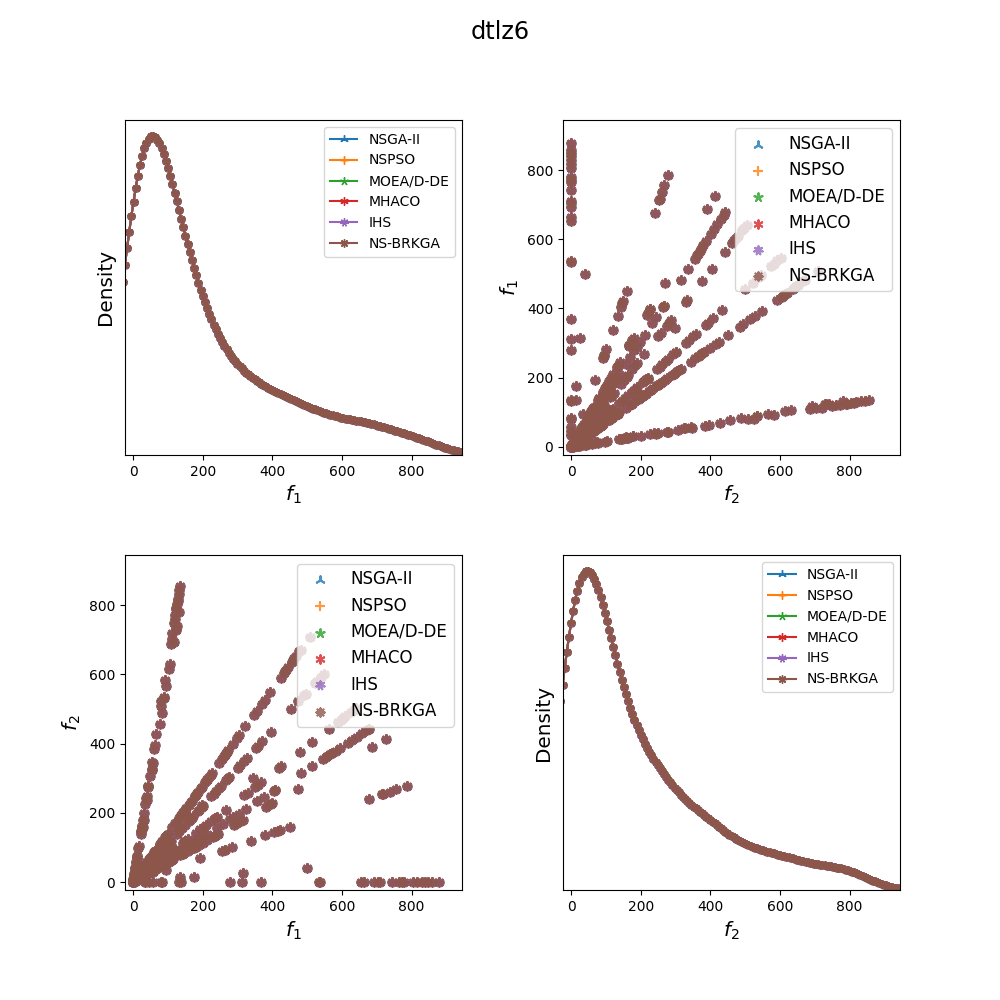 dtlz6
Density
NSGA-II
NSPSO
MOEA/D-DE
MHACO
IHS
NS-BRKGA
0 200 400 600 800
f1
f1
800
600
400
200
0
NSGA-II
NSPSO
MOEA/D-DE
MHACO
IHS
NS-BRKGA
0 200 400 600 800
f2
f2
800
600
400
200
0
NSGA-II
NSPSO
MOEA/D-DE
MHACO
IHS
NS-BRKGA
0 200 400 600 800
f1
Density
NSGA-II
NSPSO
MOEA/D-DE
MHACO
IHS
NS-BRKGA
0 200 400 600 800
f2